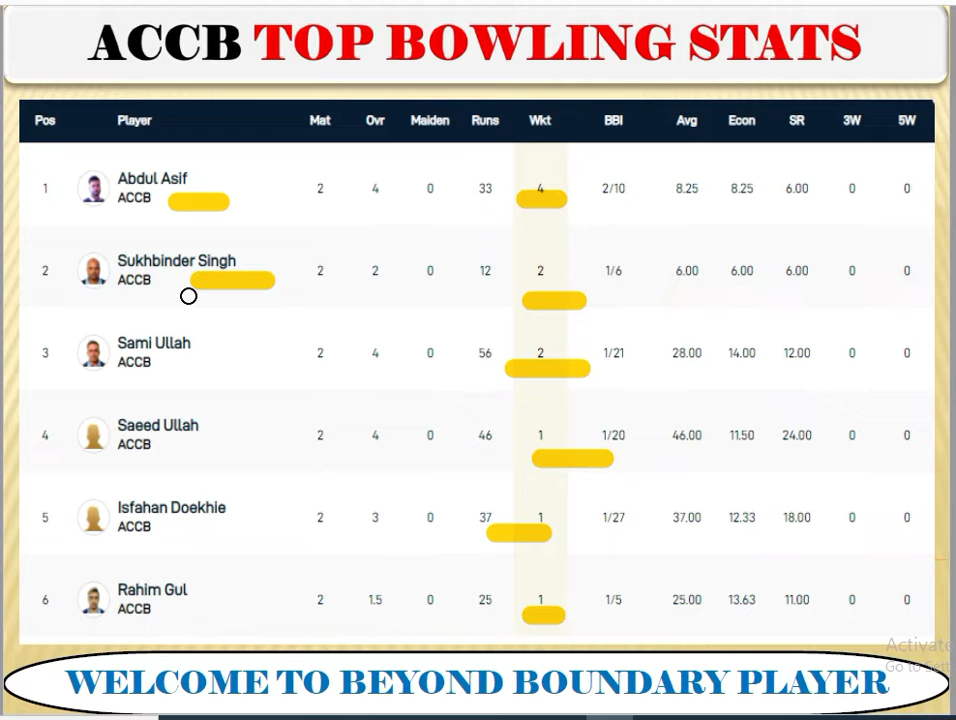 ACCB TOP BOWLING STATS
Pos Player Mat Ovr Maiden Runs Wkt BBI Avg Econ SR 3W 5W
1 Abdul Asif 2 4 0 33 4 2/10 8.25 8.25 6.00 0 0
ACCB
2 Sukhbinder Singh 2 2 0 12 2 1/6 6.00 6.00 6.00 0 0
ACCB
3 Sami Ullah 2 4 0 56 2 1/21 28.00 14.00 12.00 0 0
ACCB
4 Saeed Ullah 2 4 0 46 1 1/20 46.00 11.50 24.00 0 0
ACCB
5 Isfahan Doekhie 2 3 0 37 1 1/27 37.00 12.33 18.00 0 0
ACCB
6 Rahim Gul 2 1.5 0 25 1 1/5 25.00 13.63 11.00 0 0
ACCB
Activate
Go to Sett
WELCOME TO BEYOND BOUNDARY PLAYER